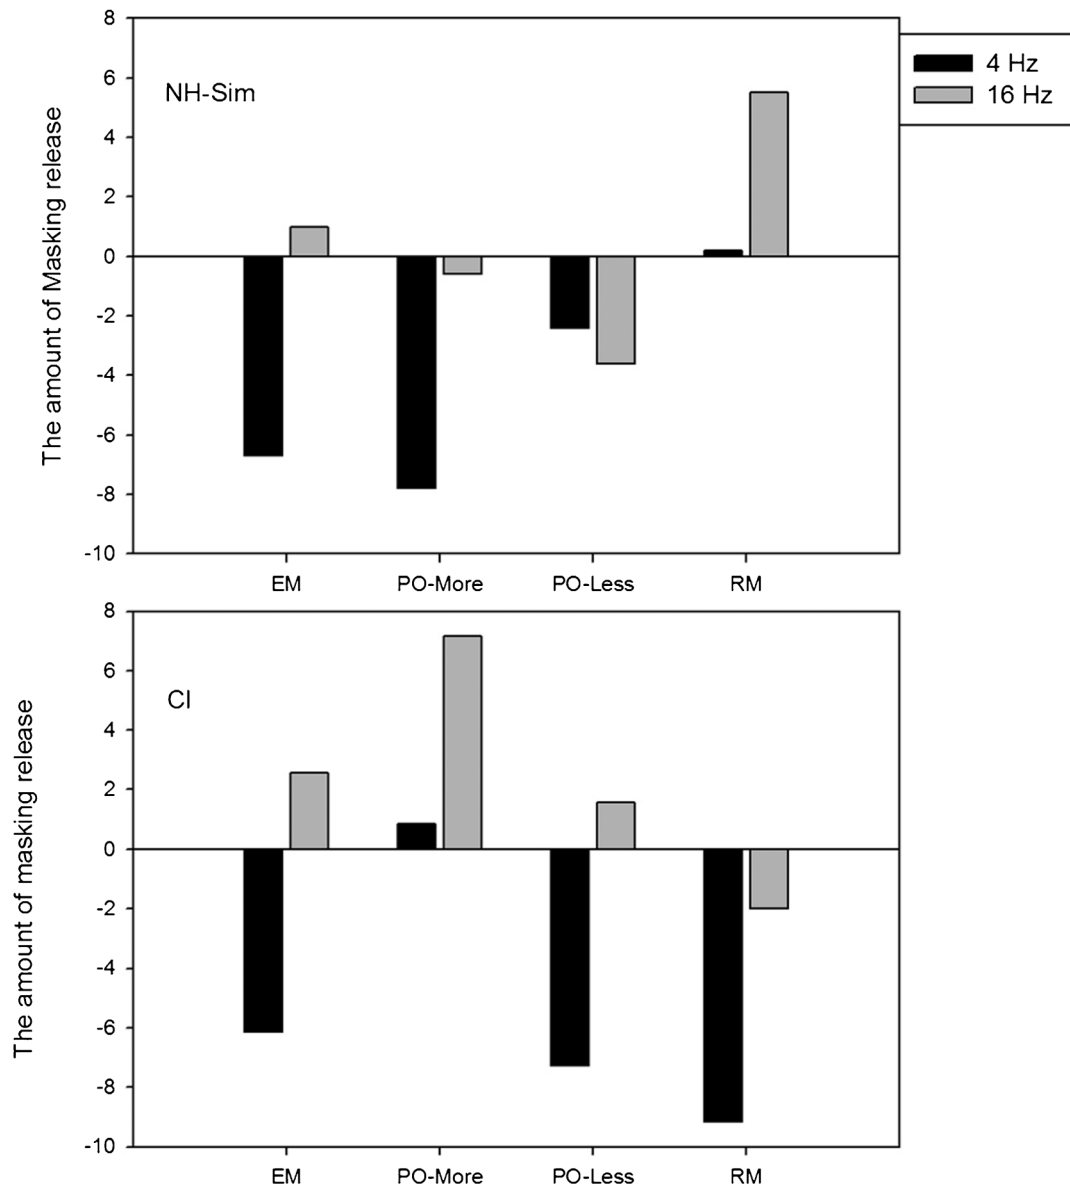 8
6
4
2
0
-2
-4
-6
-8
-10
The amount of Masking release
NH-Sim
4 Hz
16 Hz
EM PO-More PO-Less RM
8
6
4
2
0
-2
-4
-6
-8
-10
The amount of masking release
CI
EM PO-More PO-Less RM